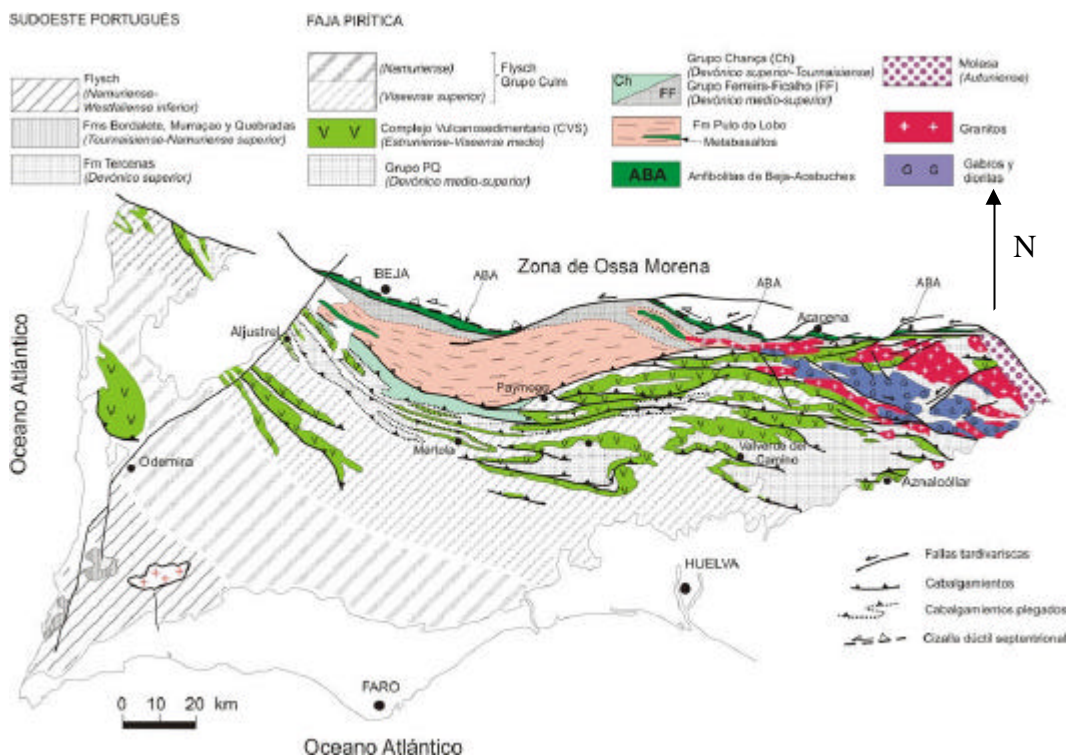 SUDOESTE PORTUGUÉS
FAJA PIRÍTICA
Flysch
(Namuriense-
Westfaliense inferior)
Fms Bordalete, Murraçao y Quebradas
(Tournaisiense-Namuriense superior)
Fm Tercenas
(Devónico superior)
(Namuriense)
(Viseense superior)
Flysch
Grupo Culm
V V
Complejo Vulcanosedimentario (CVS)
(Estruniense-Viseense medio)
Grupo PQ
(Devónico medio-superior)
Ch
FF
Grupo Chança (Ch)
(Devónico superior-Tournaisiense)
Grupo Ferreira-Ficalho (FF)
(Devónico medio-superior)
Fm Pulo do Lobo
Metabasaltos
ABA
Anfibolitas de Beja-Acebuches
Molasa
(Autuniense)
Granitos
G G
Gabros y
dioritas
N
Zona de Ossa Morena
BEJA
ABA
ABA
ABA
Aracena
Aljustrel
Paymogo
Oceano Atlántico
Odemira
Mertola
Valverde del
Camino
Aznalcóllar
HUELVA
FARO
Fallas tardivariscas
Cabalgamientos
Cabalgamientos plegados
Cizalla dúctil septentrional
0 10 20 km
Oceano Atlántico